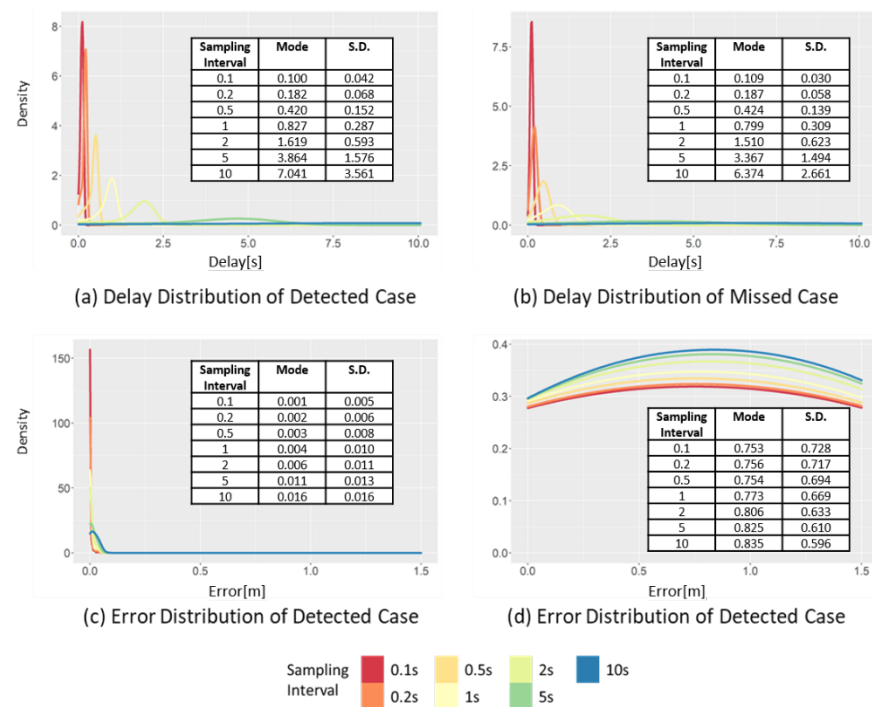 Density
8
6
4
2
0
0.0 2.5 5.0 7.5 10.0
Delay[s]
Sampling Interval Mode S.D.
0.1 0.100 0.042
0.2 0.182 0.068
0.5 0.420 0.152
1 0.827 0.287
2 1.619 0.593
5 3.864 1.576
10 7.041 3.561
(a) Delay Distribution of Detected Case
7.5
5.0
2.5
0.0
0.0 2.5 5.0 7.5 10.0
Delay[s]
Sampling Interval Mode S.D.
0.1 0.109 0.030
0.2 0.187 0.058
0.5 0.424 0.139
1 0.799 0.309
2 1.510 0.623
5 3.367 1.494
10 6.374 2.661
(b) Delay Distribution of Missed Case
Density
150
100
50
0
0.0 0.5 1.0 1.5
Error[m]
Sampling Interval Mode S.D.
0.1 0.001 0.005
0.2 0.002 0.006
0.5 0.003 0.008
1 0.004 0.010
2 0.006 0.011
5 0.011 0.013
10 0.016 0.016
(c) Error Distribution of Detected Case
0.4
0.3
0.2
0.1
0.0
0.0 0.5 1.0 1.5
Error[m]
Sampling Interval Mode S.D.
0.1 0.753 0.728
0.2 0.756 0.717
0.5 0.754 0.694
1 0.773 0.669
2 0.806 0.633
5 0.825 0.610
10 0.835 0.596
(d) Error Distribution of Detected Case
Sampling Interval
0.1s 0.5s 2s 10s
0.2s 1s 5s